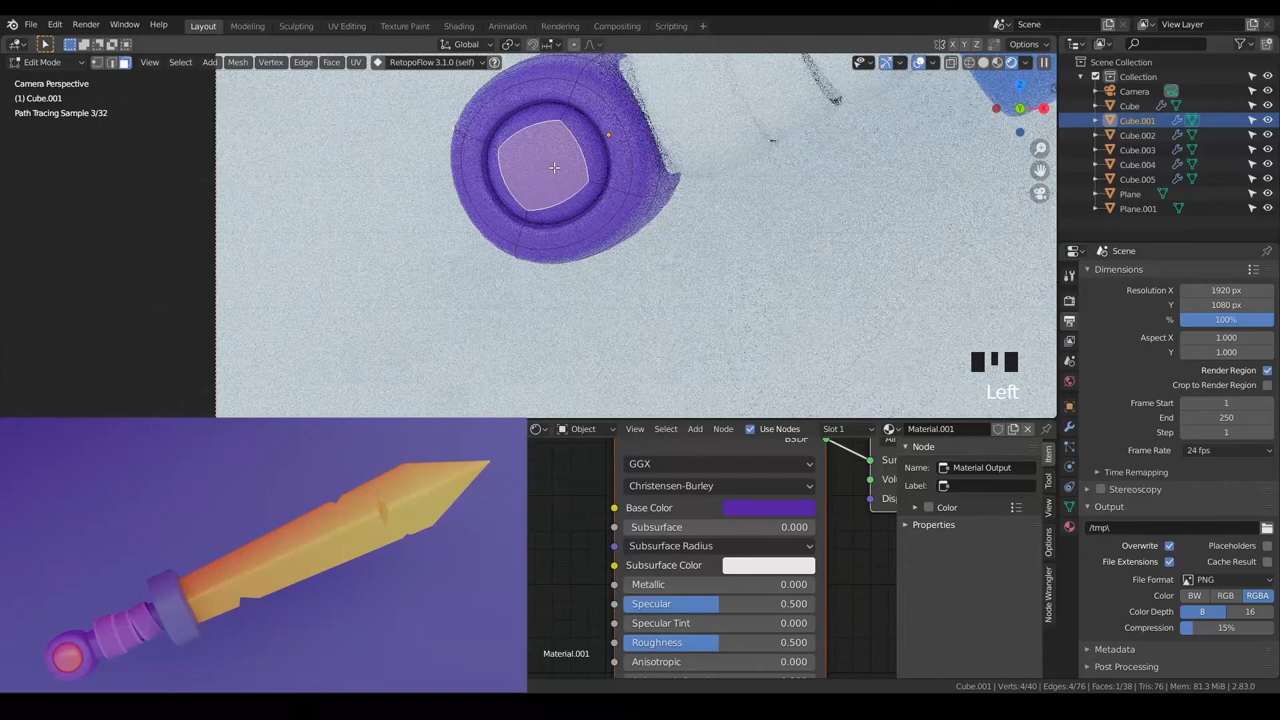 File Edit Render Window Help Layout Modeling Sculpting UV Editing Texture Paint Shading Animation Rendering Compositing Scripting + Scene View Layer
Global Options X Y Z
Edit Mode View Select Add Mesh Vertex Edge Face UV RetopoFlow 3.1.0 (self)
Camera Perspective
(1) Cube.001
Path Tracing Sample 3/32
Scene Collection
Collection
Camera
Cube
Cube.001
Cube.002
Cube.003
Cube.004
Cube.005
Plane
Plane.001
Scene
Dimensions
Resolution X 1920 px
Y 1080 px
% 100%
Aspect X 1.000
Y 1.000
Render Region
Crop to Render Region
Frame Start 1
End 250
Step 1
Frame Rate 24 fps
Time Remapping
Stereoscopy
Output
/tmp\
Overwrite Placeholders
File Extensions Cache Result
File Format PNG
Color BW RGB RGBA
Color Depth 8 16
Compression 15%
Metadata
Post Processing
Left
Object View Select Add Node Use Nodes Slot 1 Material.001
BSDF
GGX
Christensen-Burley
Base Color
Subsurface 0.000
Subsurface Radius
Subsurface Color
Metallic 0.000
Specular 0.500
Specular Tint 0.000
Roughness 0.500
Anisotropic 0.000
Material.001
Node
Name: Material Output
Label:
Color
Properties
Item
Tool
View
Options
Node Wrangler
Cube.001 | Verts:4/40 | Edges:4/76 | Faces:1/38 | Tris:76 | Mem: 81.3 MiB | 2.83.0